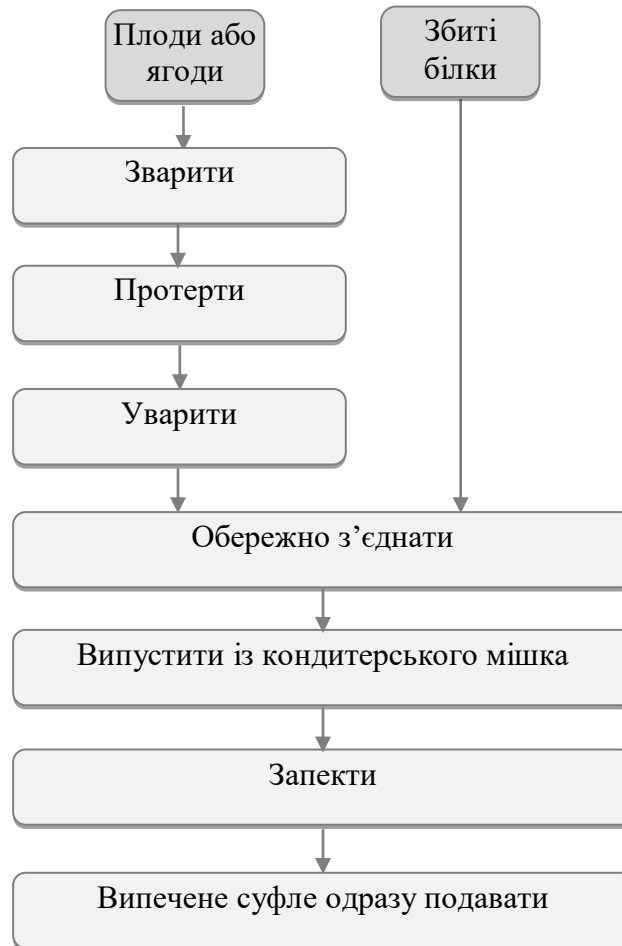 Плоди або
ягоди
Збиті
білки
Зварити
Протерти
Уварити
Обережно з’єднати
Випустити із кондитерського мішка
Запекти
Випечене суфле одразу подавати